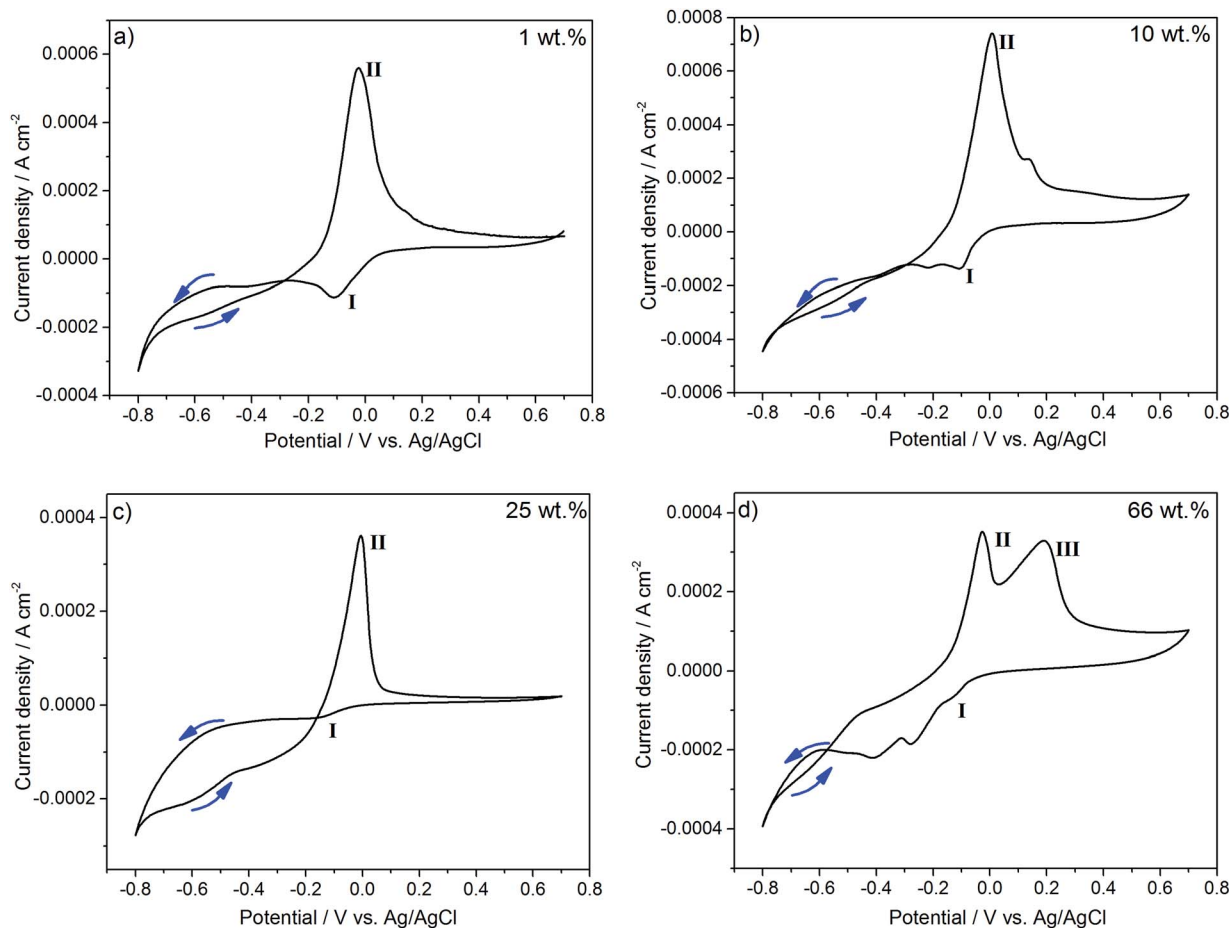 a)
1 wt.%
II
I
Current density / A cm-2
0.0006
0.0004
0.0002
0.0000
-0.0002
-0.0004
-0.8 -0.6 -0.4 -0.2 0.0 0.2 0.4 0.6 0.8
Potential / V vs. Ag/AgCl
b)
10 wt.%
II
I
Current density / A cm-2
0.0008
0.0006
0.0004
0.0002
0.0000
-0.0002
-0.0004
-0.0006
-0.8 -0.6 -0.4 -0.2 0.0 0.2 0.4 0.6 0.8
Potential / V vs. Ag/AgCl
c)
25 wt.%
II
I
Current density / A cm-2
0.0004
0.0002
0.0000
-0.0002
-0.8 -0.6 -0.4 -0.2 0.0 0.2 0.4 0.6 0.8
Potential / V vs. Ag/AgCl
d)
66 wt.%
II
III
I
Current density / A cm-2
0.0004
0.0002
0.0000
-0.0002
-0.0004
-0.8 -0.6 -0.4 -0.2 0.0 0.2 0.4 0.6 0.8
Potential / V vs. Ag/AgCl